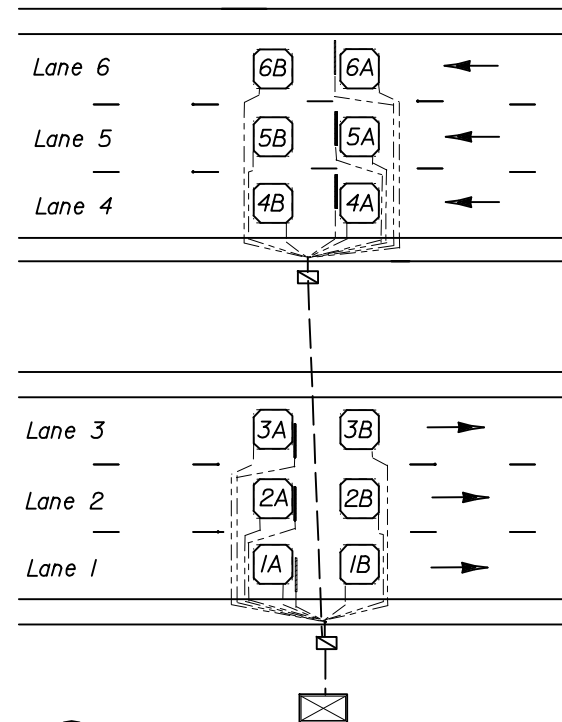 Lane 6 6B 6A
Lane 5 5B 5A
Lane 4 4B 4A
Lane 3 3A 3B
Lane 2 2A 2B
Lane 1 1A 1B